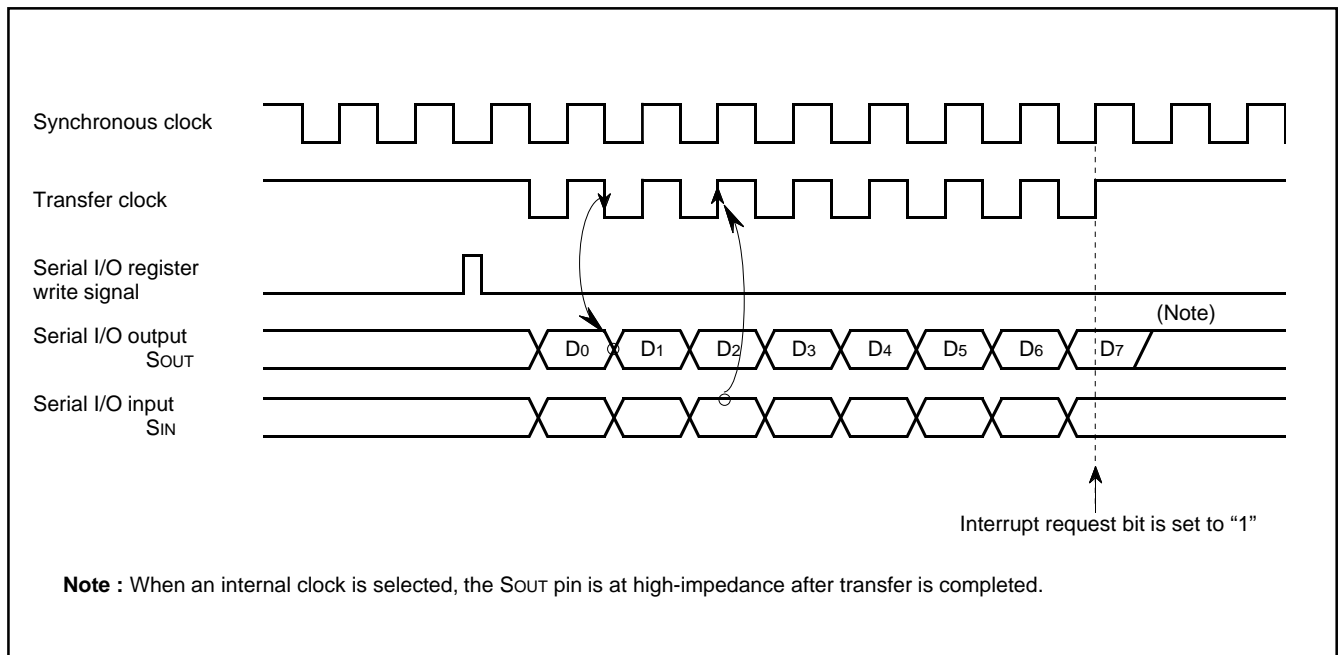 Synchronous clock
Transfer clock
Serial I/O register
write signal
(Note)
Serial I/O output
SOUT
D0 D1 D2 D3 D4 D5 D6 D7
Serial I/O input
SIN
Interrupt request bit is set to “1”
Note : When an internal clock is selected, the SOUT pin is at high-impedance after transfer is completed.